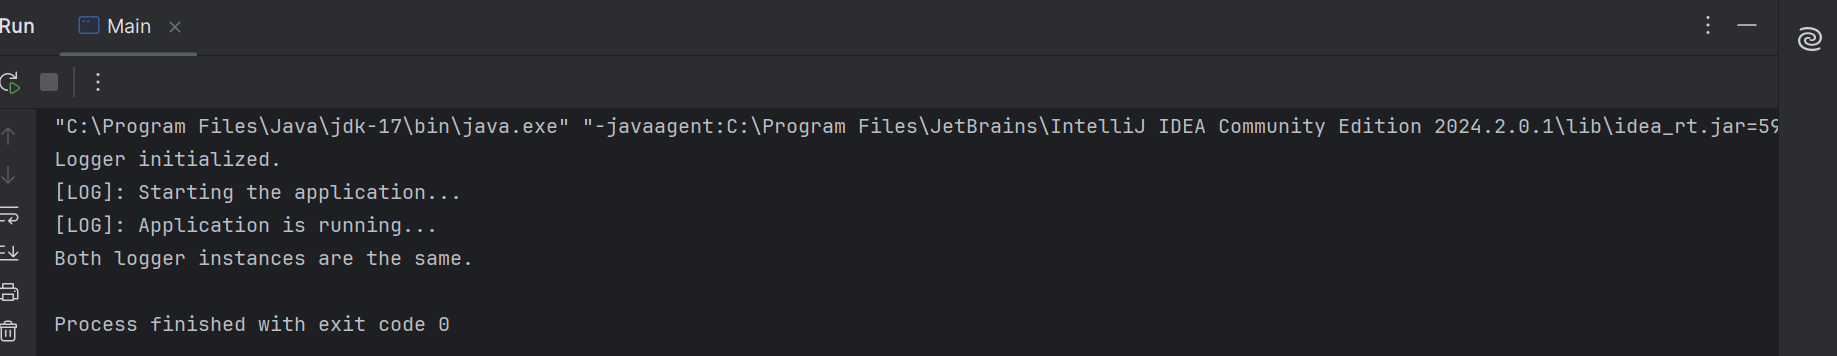 Run Main
"C:\Program Files\Java\jdk-17\bin\java.exe" "-javaagent:C:\Program Files\JetBrains\IntelliJ IDEA Community Edition 2024.2.0.1\lib\idea_rt.jar=59
Logger initialized.
[LOG]: Starting the application...
[LOG]: Application is running...
Both logger instances are the same.
Process finished with exit code 0